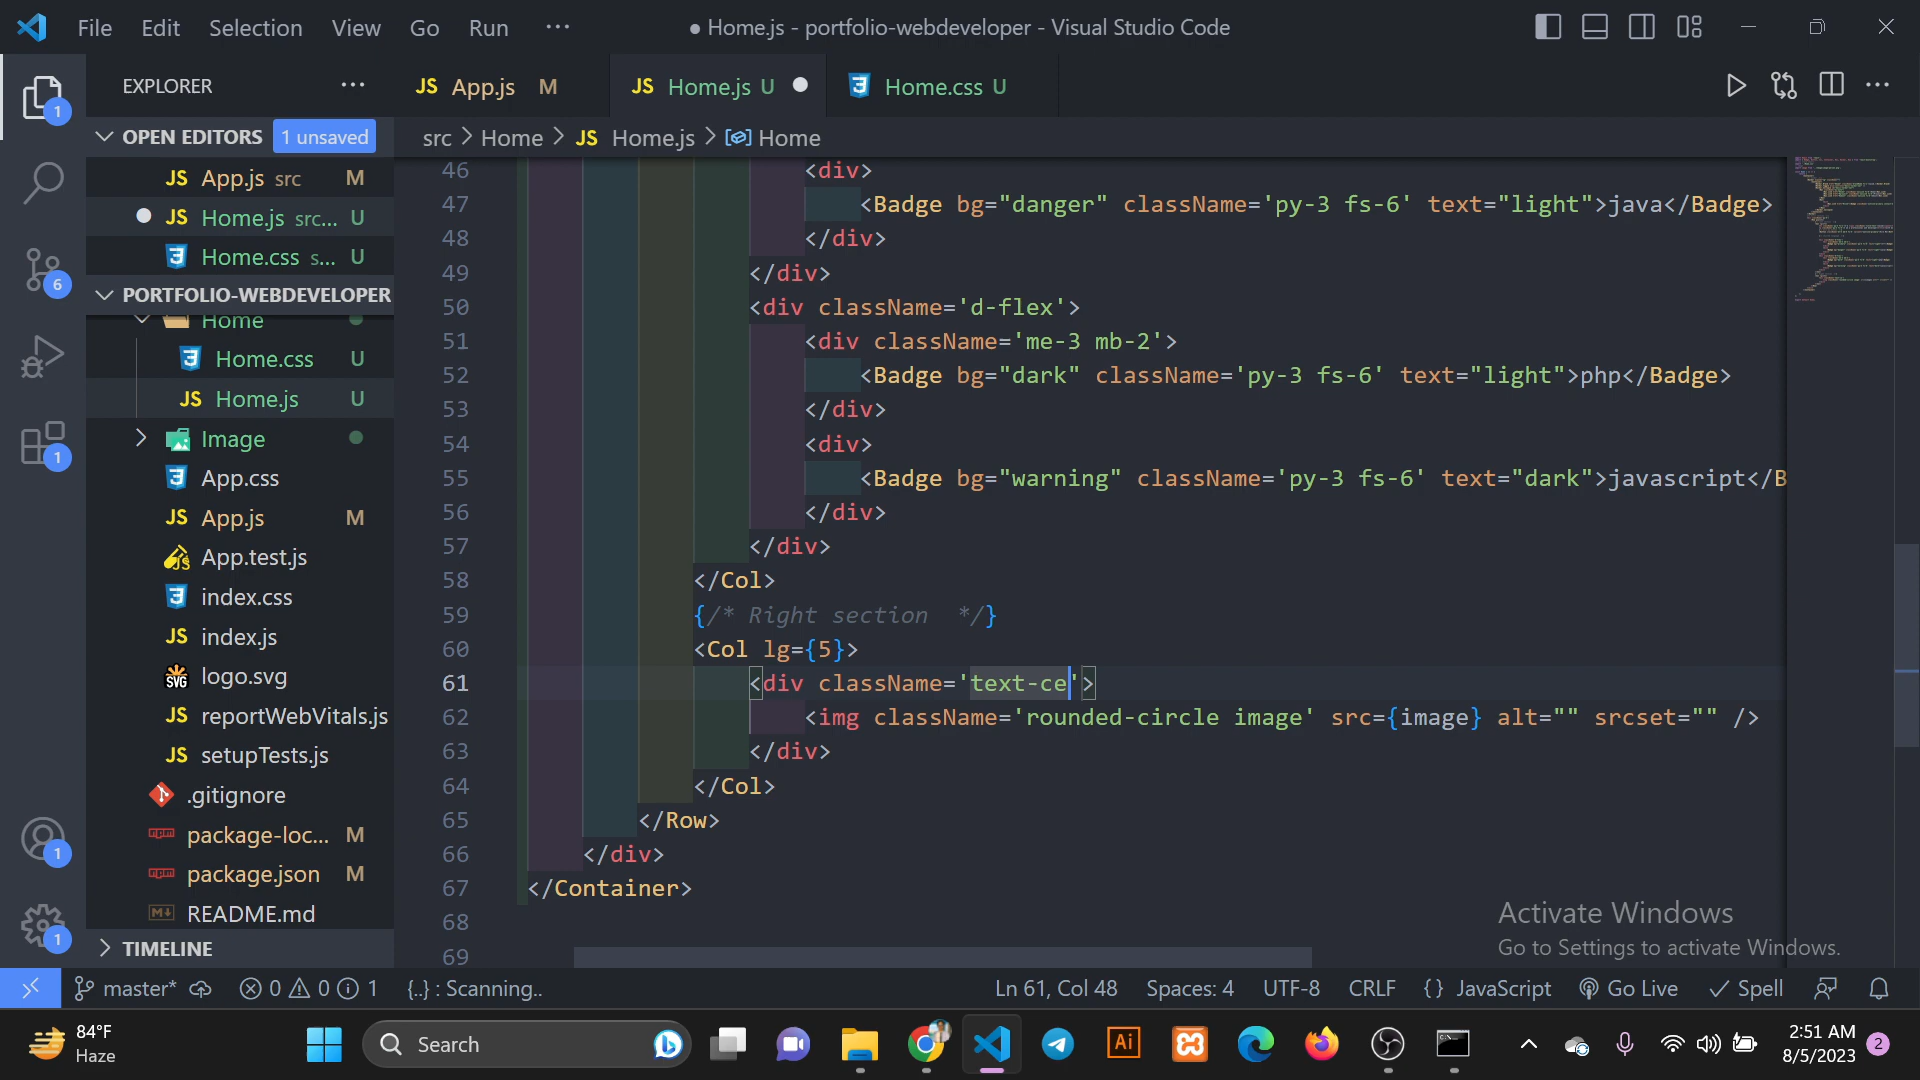 File Edit Selection View Go Run ···
● Home.js - portfolio-webdeveloper - Visual Studio Code
EXPLORER ···
JS App.js M
JS Home.js U
Home.css U
OPEN EDITORS 1 unsaved
src > Home > JS Home.js > Home
JS App.js src M
JS Home.js src... U
Home.css s... U
PORTFOLIO-WEBDEVELOPER
Home
Home.css U
JS Home.js U
Image
App.css
JS App.js M
App.test.js
index.css
JS index.js
SVG logo.svg
JS reportWebVitals.js
JS setupTests.js
.gitignore
package-loc... M
package.json M
README.md
TIMELINE
46 <div>
47 <Badge bg="danger" className='py-3 fs-6' text="light">java</Badge>
48 </div>
49 </div>
50 <div className='d-flex'>
51 <div className='me-3 mb-2'>
52 <Badge bg="dark" className='py-3 fs-6' text="light">php</Badge>
53 </div>
54 <div>
55 <Badge bg="warning" className='py-3 fs-6' text="dark">javascript</B
56 </div>
57 </div>
58 </Col>
59 {/* Right section  */}
60 <Col lg={5}>
61 <div className='text-ce'>
62 <img className='rounded-circle image' src={image} alt="" srcset="" />
63 </div>
64 </Col>
65 </Row>
66 </div>
67 </Container>
68
69
Activate Windows
Go to Settings to activate Windows.
1
6
1
1
1
master* 0 0 1 {..} : Scanning..
Ln 61, Col 48 Spaces: 4 UTF-8 CRLF {} JavaScript Go Live Spell
84°F
Haze
Search
Ai
2:51 AM
8/5/2023
2